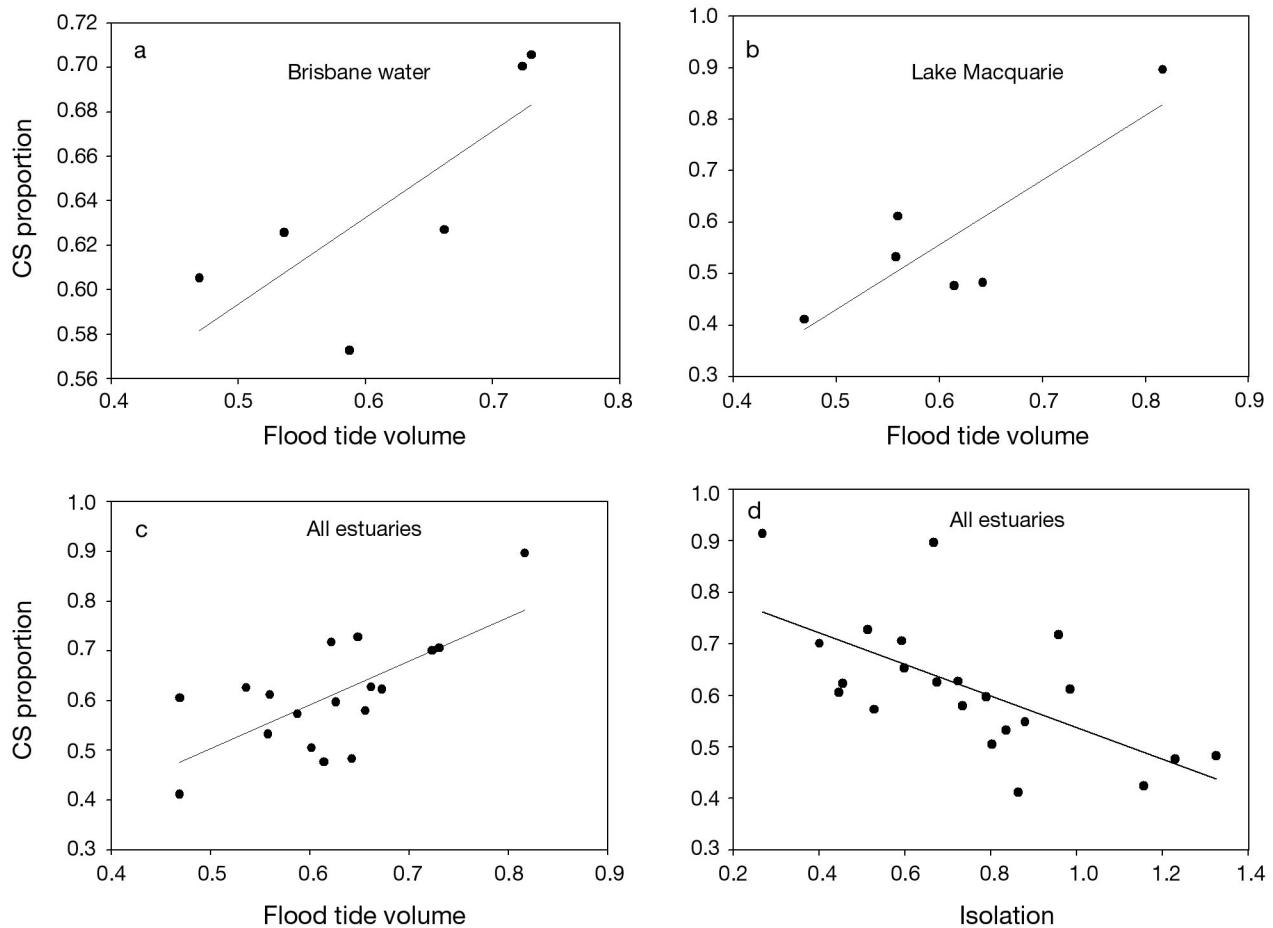 a
Brisbane water
CS proportion
0.72
0.70
0.68
0.66
0.64
0.62
0.60
0.58
0.56
0.4 0.5 0.6 0.7 0.8
Flood tide volume
b
Lake Macquarie
1.0
0.9
0.8
0.7
0.6
0.5
0.4
0.3
0.4 0.5 0.6 0.7 0.8 0.9
Flood tide volume
c
All estuaries
CS proportion
1.0
0.9
0.8
0.7
0.6
0.5
0.4
0.3
0.4 0.5 0.6 0.7 0.8 0.9
Flood tide volume
d
All estuaries
1.0
0.9
0.8
0.7
0.6
0.5
0.4
0.3
0.2 0.4 0.6 0.8 1.0 1.2 1.4
Isolation